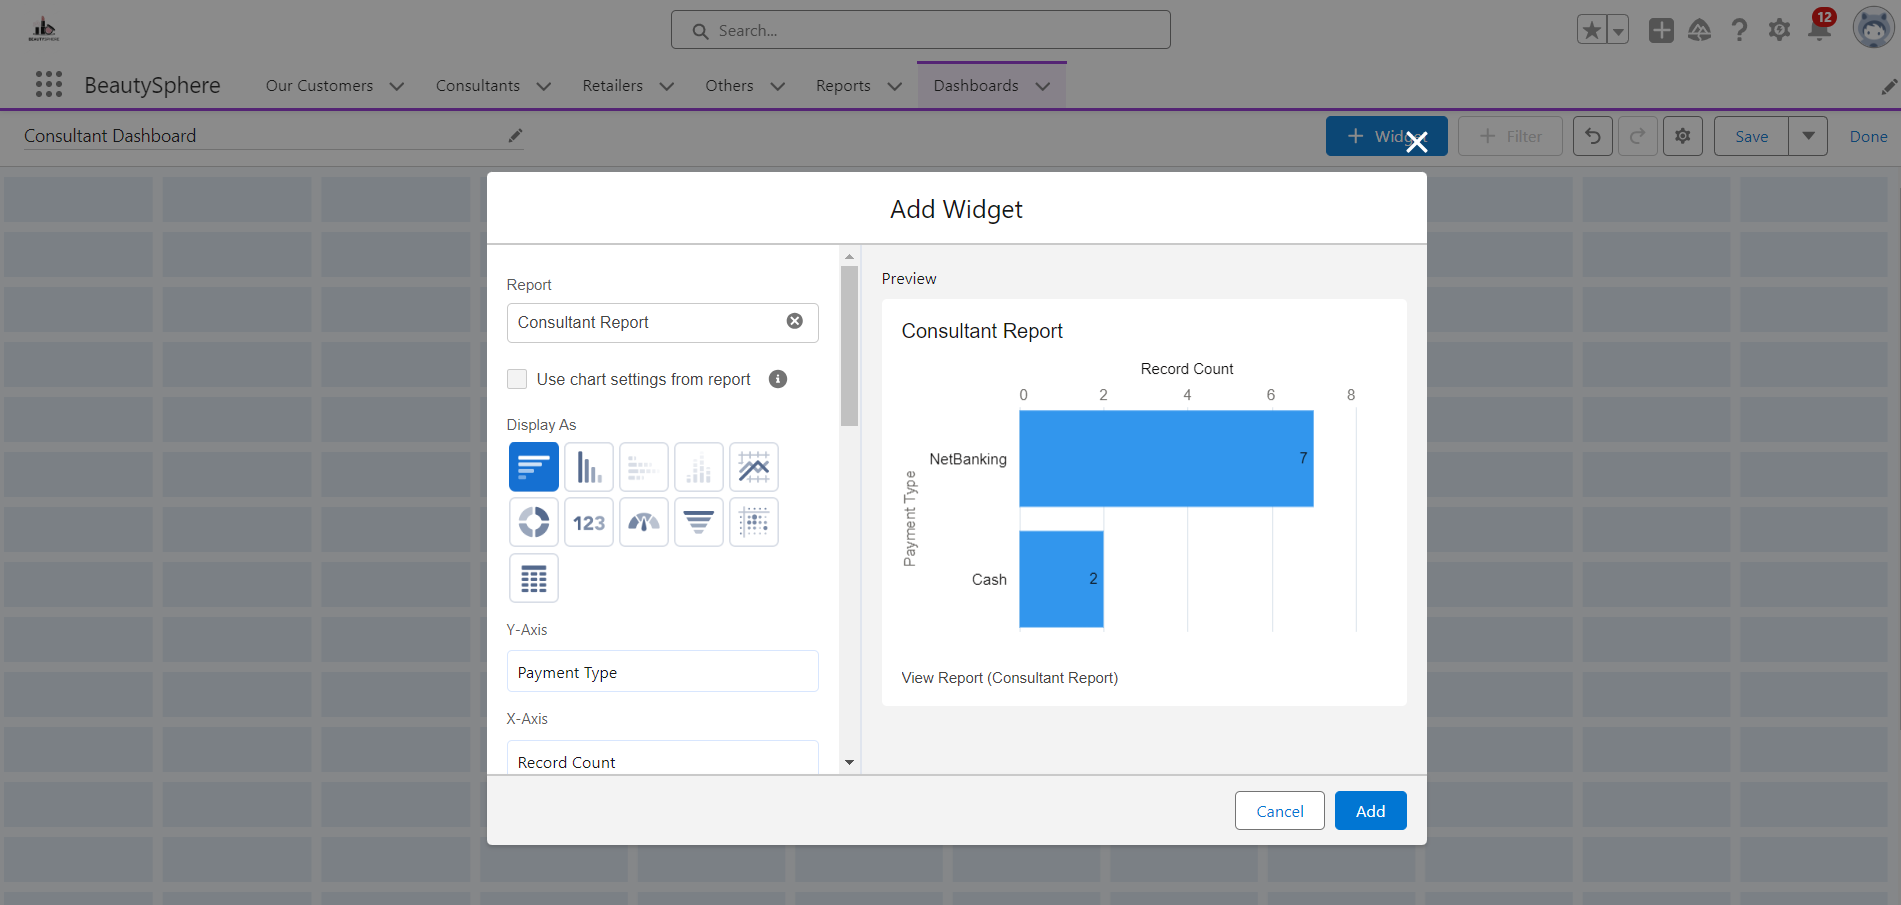 BEAUTYSPHERE
Search...
12
BeautySphere
Our Customers
Consultants
Retailers
Others
Reports
Dashboards
Consultant Dashboard
+ Widget
+ Filter
Save
Done
Add Widget
Report
Consultant Report
Use chart settings from report
Display As
123
Y-Axis
Payment Type
X-Axis
Record Count
Preview
Consultant Report
Record Count
0 2 4 6 8
Payment Type
NetBanking
7
Cash
2
View Report (Consultant Report)
Cancel
Add